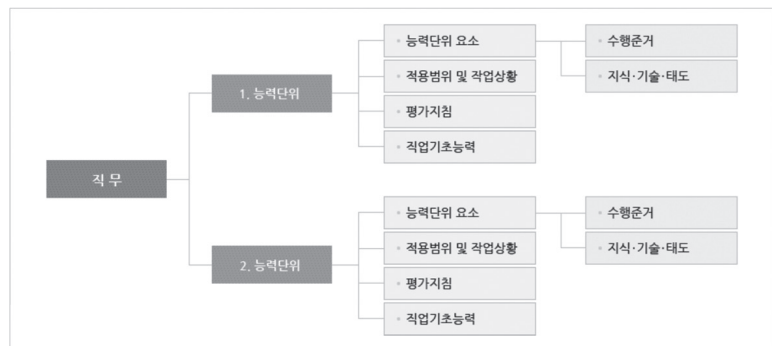 직 무
1. 능력단위
능력단위 요소
수행준거
지식·기술·태도
적용범위 및 작업상황
평가지침
직업기초능력
2. 능력단위
능력단위 요소
수행준거
지식·기술·태도
적용범위 및 작업상황
평가지침
직업기초능력